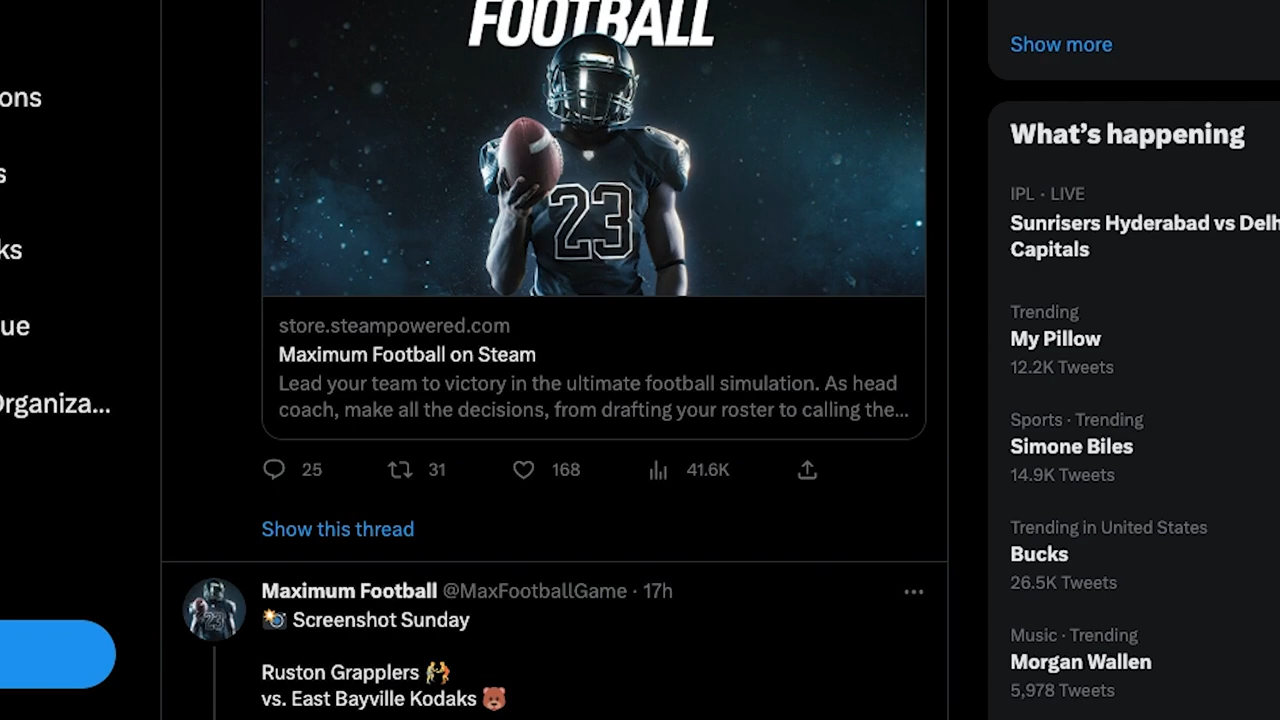 FOOTBALL
23
store.steampowered.com
Maximum Football on Steam
Lead your team to victory in the ultimate football simulation. As head
coach, make all the decisions, from drafting your roster to calling the...
25 31 168 41.6K
Show this thread
Maximum Football @MaxFootballGame · 17h
Screenshot Sunday
Ruston Grapplers
vs. East Bayville Kodaks
ons
s
ks
ue
Organiza...
Show more
What's happening
IPL · LIVE
Sunrisers Hyderabad vs Delh
Capitals
Trending
My Pillow
12.2K Tweets
Sports · Trending
Simone Biles
14.9K Tweets
Trending in United States
Bucks
26.5K Tweets
Music · Trending
Morgan Wallen
5,978 Tweets